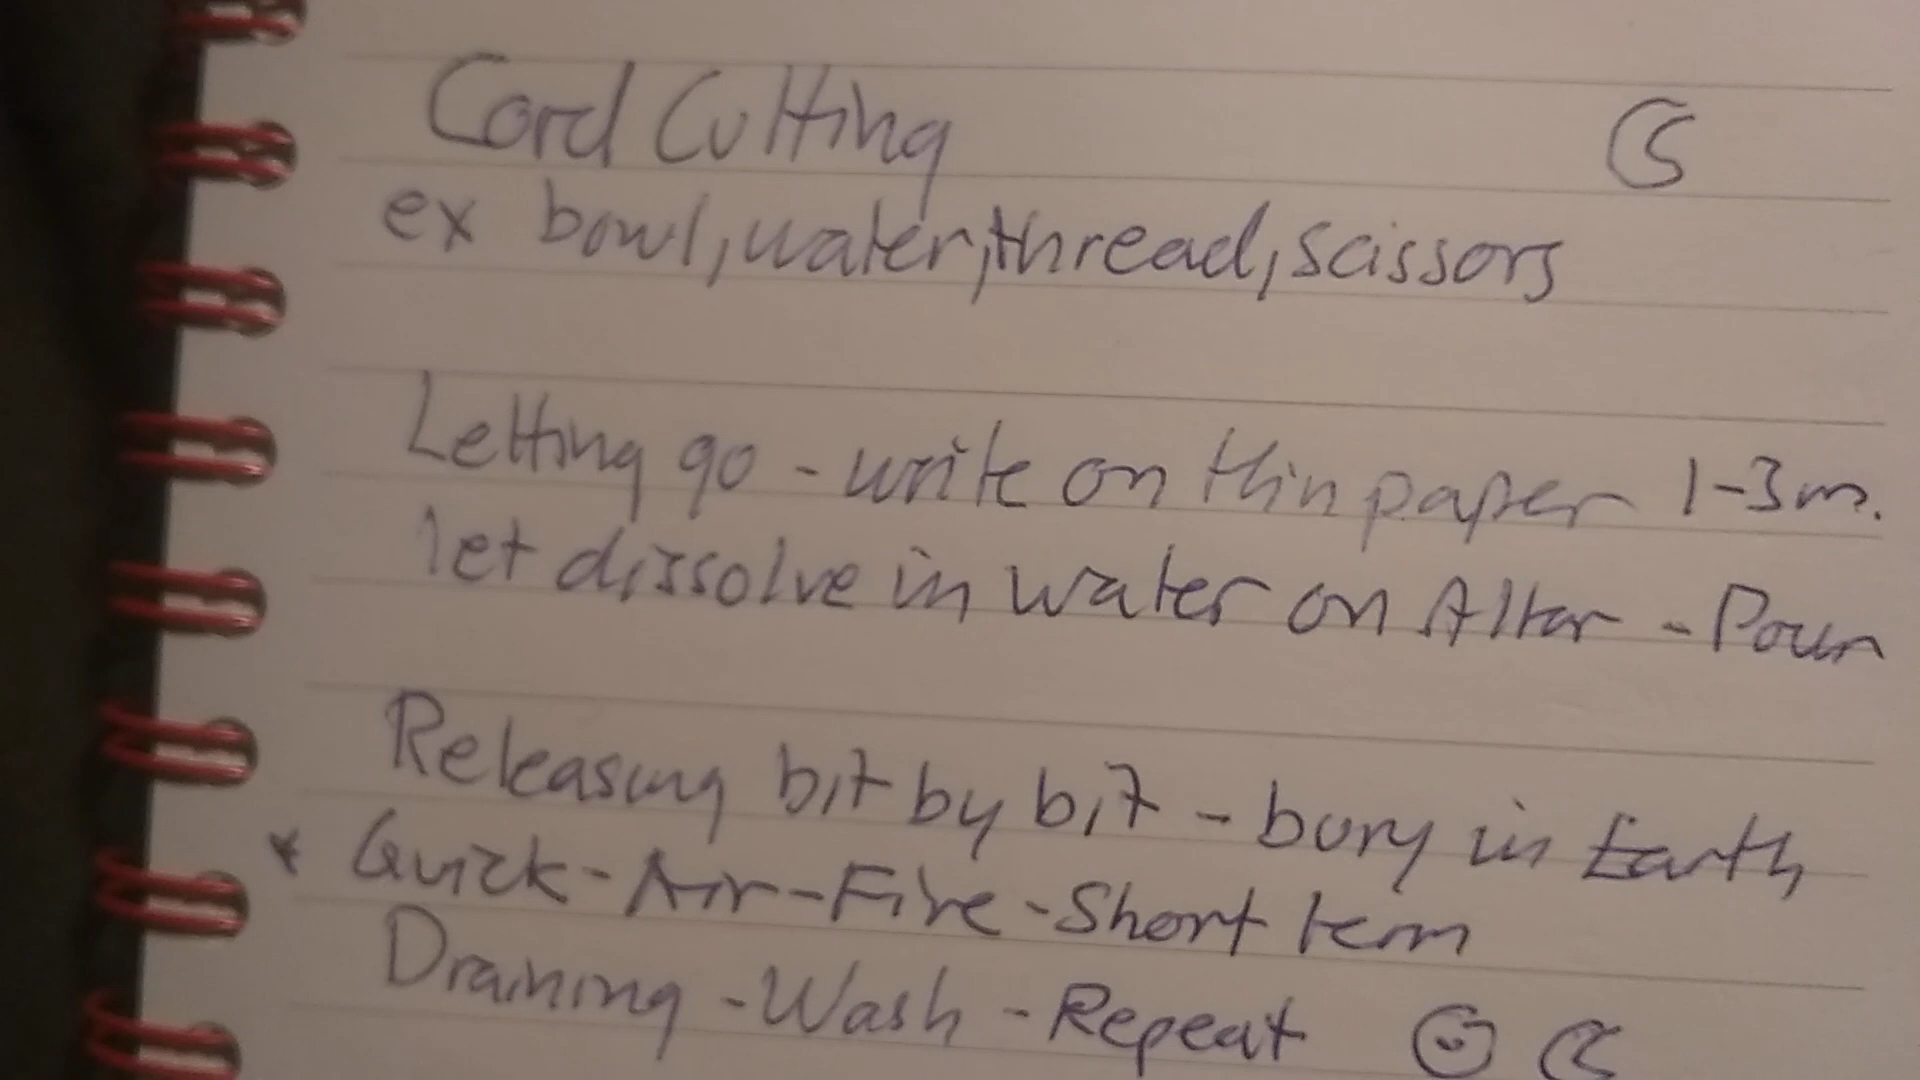 Cord Cutting
ex bowl, water, thread, scissors
Letting go - write on thin paper 1-3m.
let dissolve in water on Altar - Pour
Releasing bit by bit - bury in Earth
* Quick - Air - Fire - Short term
Draining - Wash - Repeat